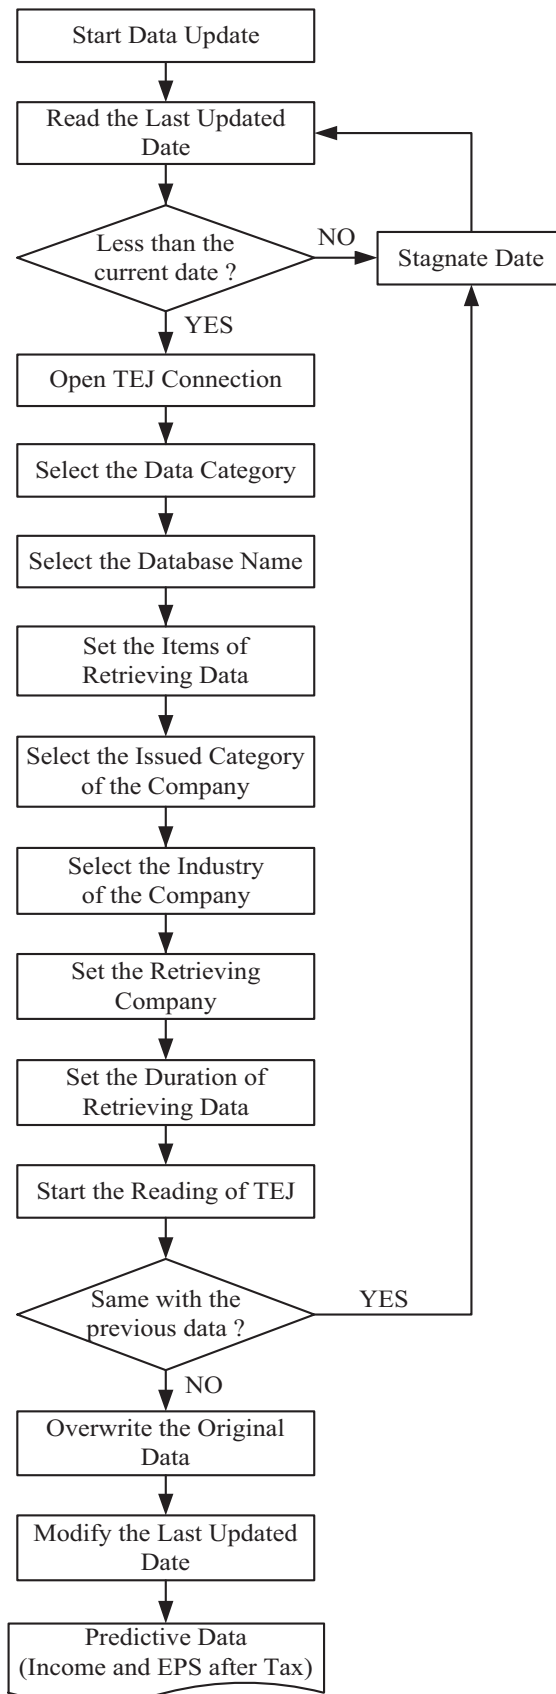 Start Data Update
Read the Last Updated
Date
Less than the
current date ?
NO
Stagnate Date
YES
Open TEJ Connection
Select the Data Category
Select the Database Name
Set the Items of
Retrieving Data
Select the Issued Category
of the Company
Select the Industry
of the Company
Set the Retrieving
Company
Set the Duration of
Retrieving Data
Start the Reading of TEJ
Same with the
previous data ?
YES
NO
Overwrite the Original
Data
Modify the Last Updated
Date
Predictive Data
(Income and EPS after Tax)